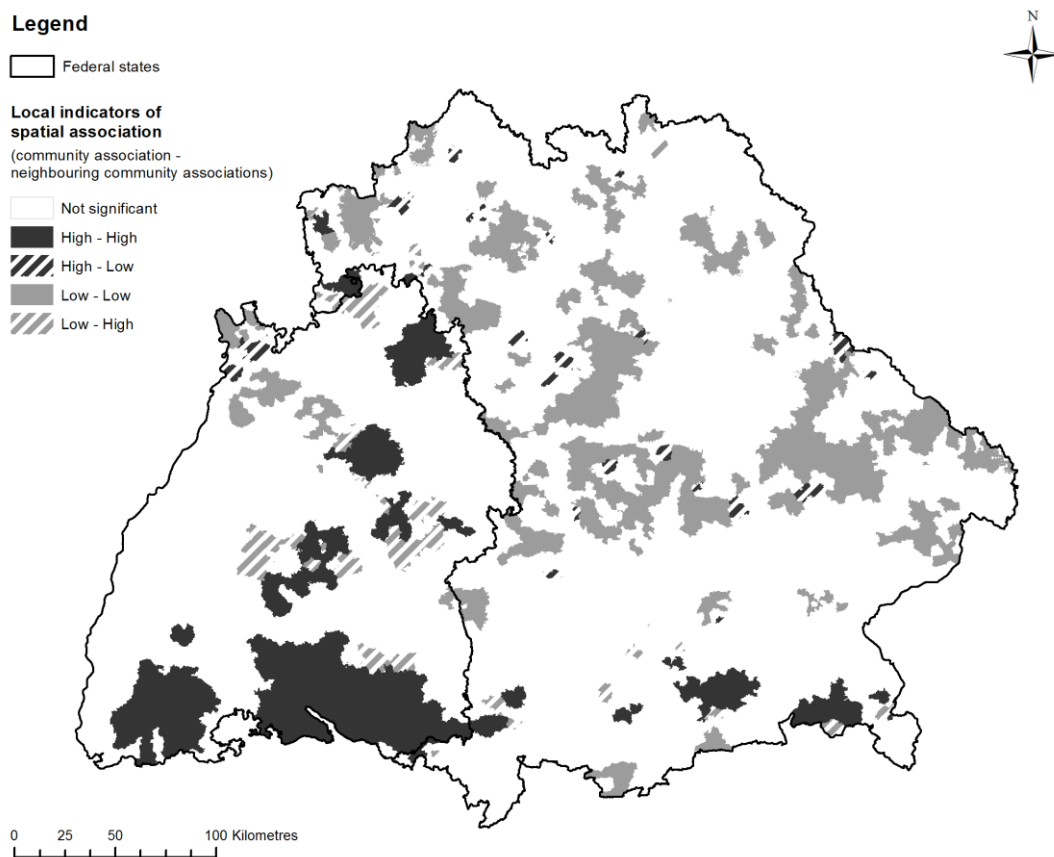 Legend
N
Federal states
Local indicators of
spatial association
(community association -
neighbouring community associations)
Not significant
High - High
High - Low
Low - Low
Low - High
0 25 50 100 Kilometres